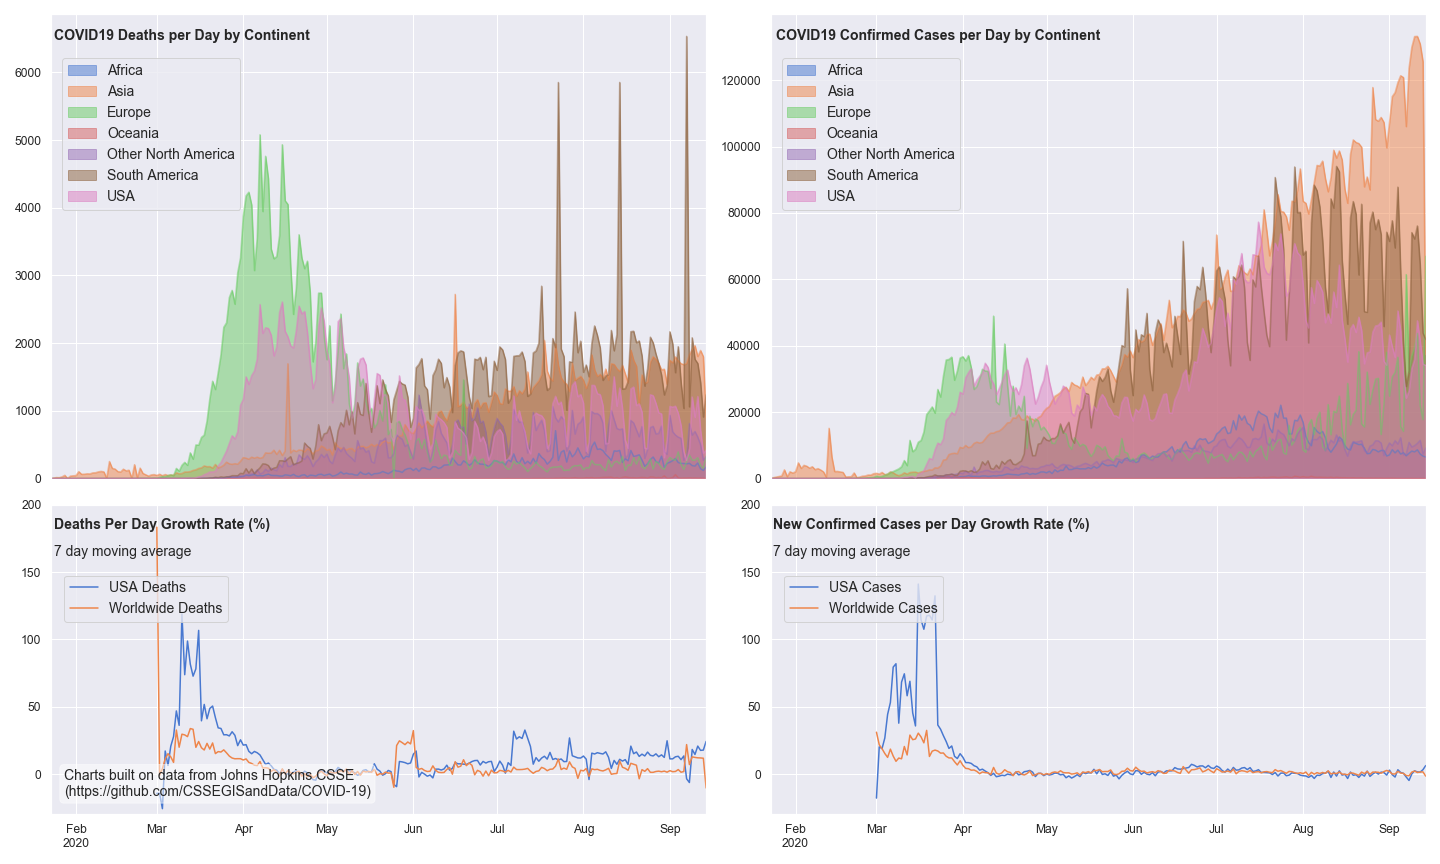 COVID19 Deaths per Day by Continent
Africa
Asia
Europe
Oceania
Other North America
South America
USA
6000
5000
4000
3000
2000
1000
0
COVID19 Confirmed Cases per Day by Continent
Africa
Asia
Europe
Oceania
Other North America
South America
USA
120000
100000
80000
60000
40000
20000
0
Deaths Per Day Growth Rate (%)
7 day moving average
USA Deaths
Worldwide Deaths
200
150
100
50
0
Charts built on data from Johns Hopkins CSSE
(https://github.com/CSSEGISandData/COVID-19)
Feb Mar Apr May Jun Jul Aug Sep
2020
New Confirmed Cases per Day Growth Rate (%)
7 day moving average
USA Cases
Worldwide Cases
200
150
100
50
0
Feb Mar Apr May Jun Jul Aug Sep
2020